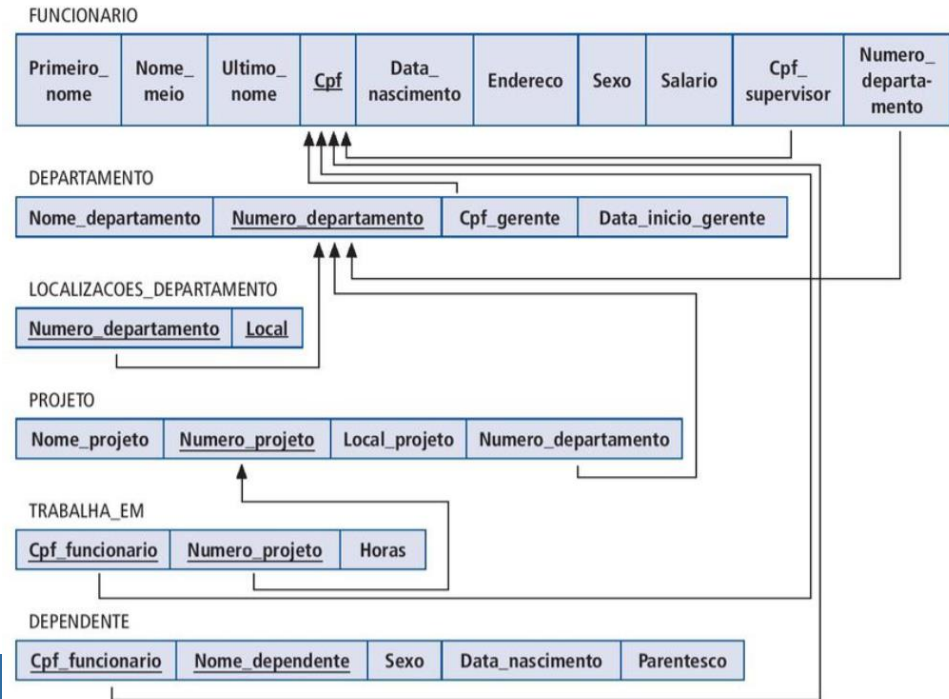 FUNCIONARIO
Primeiro_ nome Nome_ meio Ultimo_ nome Cpf Data_ nascimento Endereco Sexo Salario Cpf_ supervisor Numero_ departa- mento
DEPARTAMENTO
Nome_departamento Numero_departamento Cpf_gerente Data_inicio_gerente
LOCALIZACOES_DEPARTAMENTO
Numero_departamento Local
PROJETO
Nome_projeto Numero_projeto Local_projeto Numero_departamento
TRABALHA_EM
Cpf_funcionario Numero_projeto Horas
DEPENDENTE
Cpf_funcionario Nome_dependente Sexo Data_nascimento Parentesco